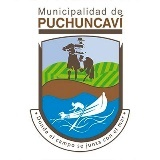 Municipalidad de
PUCHUNCAVÍ
"Donde el campo se junta con el mar"